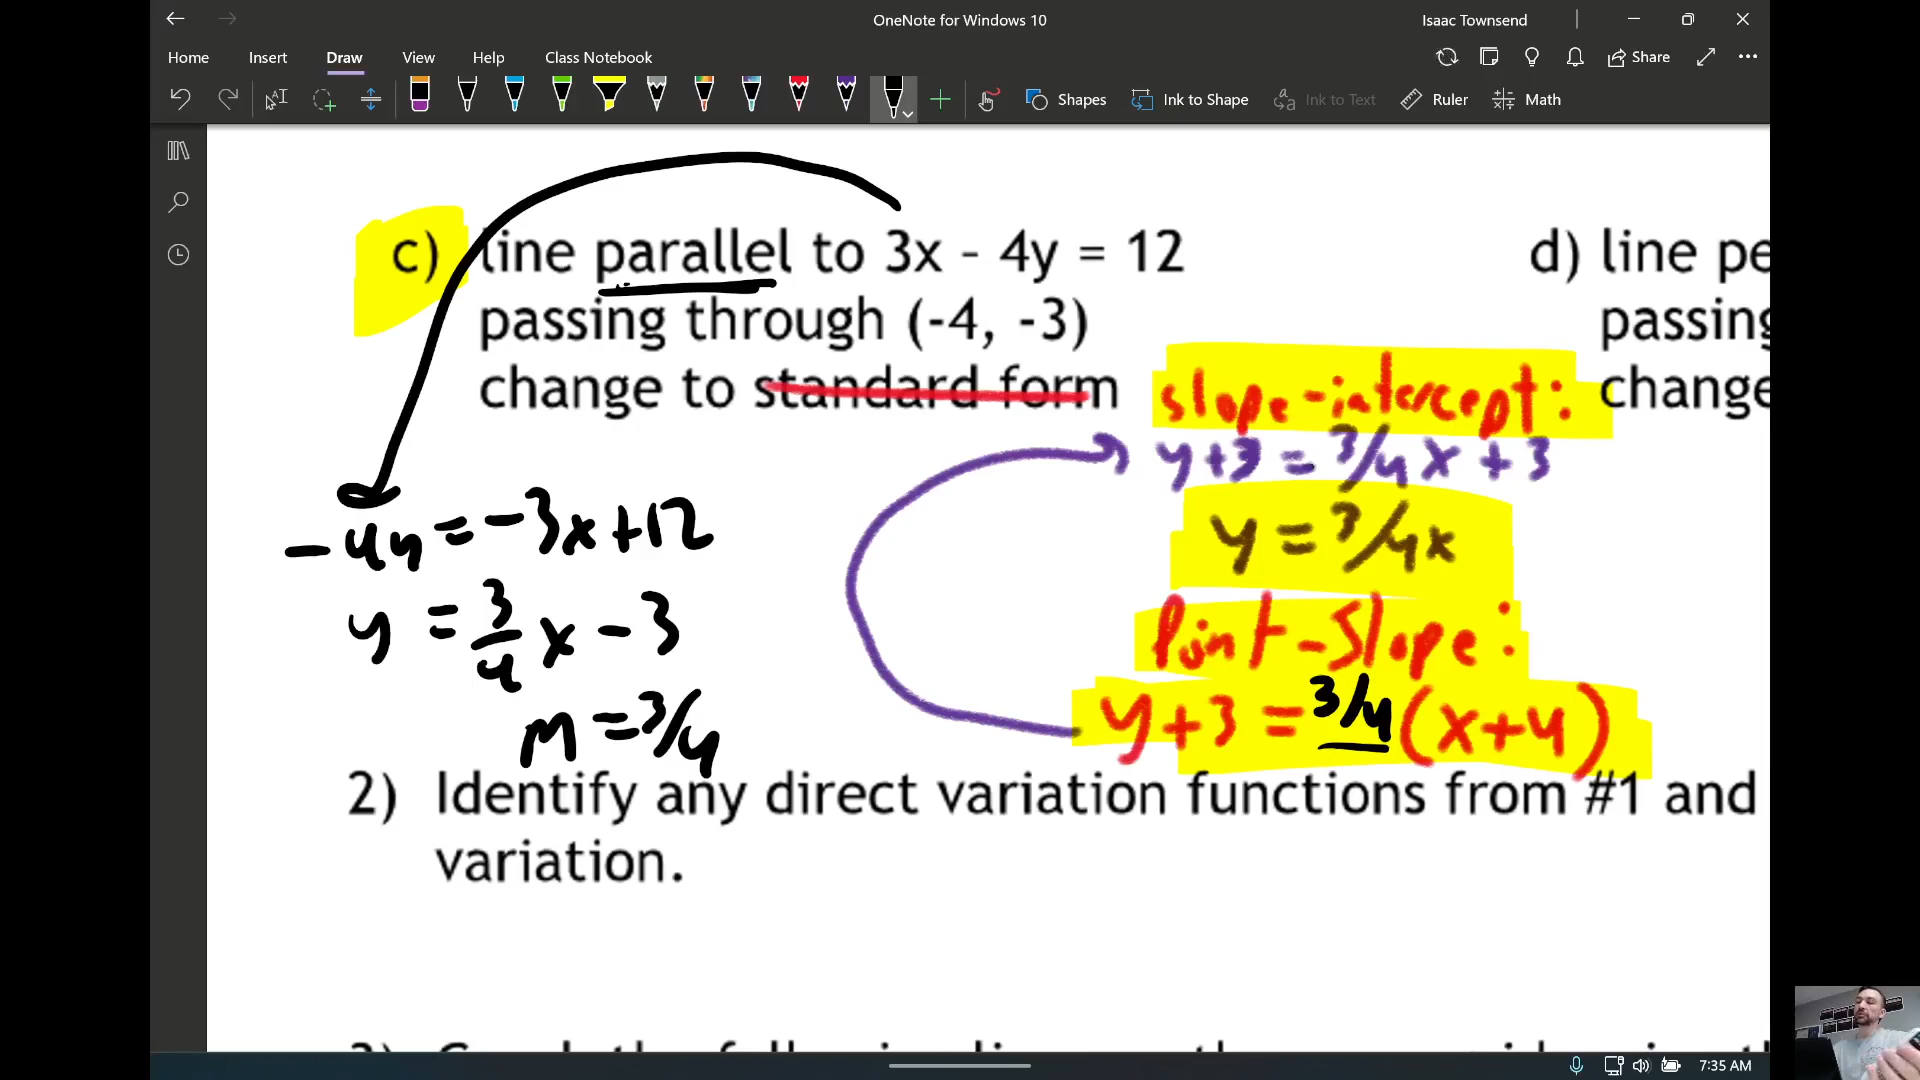 OneNote for Windows 10
Isaac Townsend
Home Insert Draw View Help Class Notebook
Share
Shapes Ink to Shape Ink to Text Ruler Math
c) line parallel to 3x - 4y = 12
passing through (-4, -3)
change to standard form
d) line pe
passing
change
slope-intercept:
y+3 = 3/4 x + 3
y = 3/4 x
Point-Slope:
y+3 = 3/4 (x+4)
-4y = -3x+12
y = 3/4 x - 3
m = 3/4
2) Identify any direct variation functions from #1 and
variation.
7:35 AM